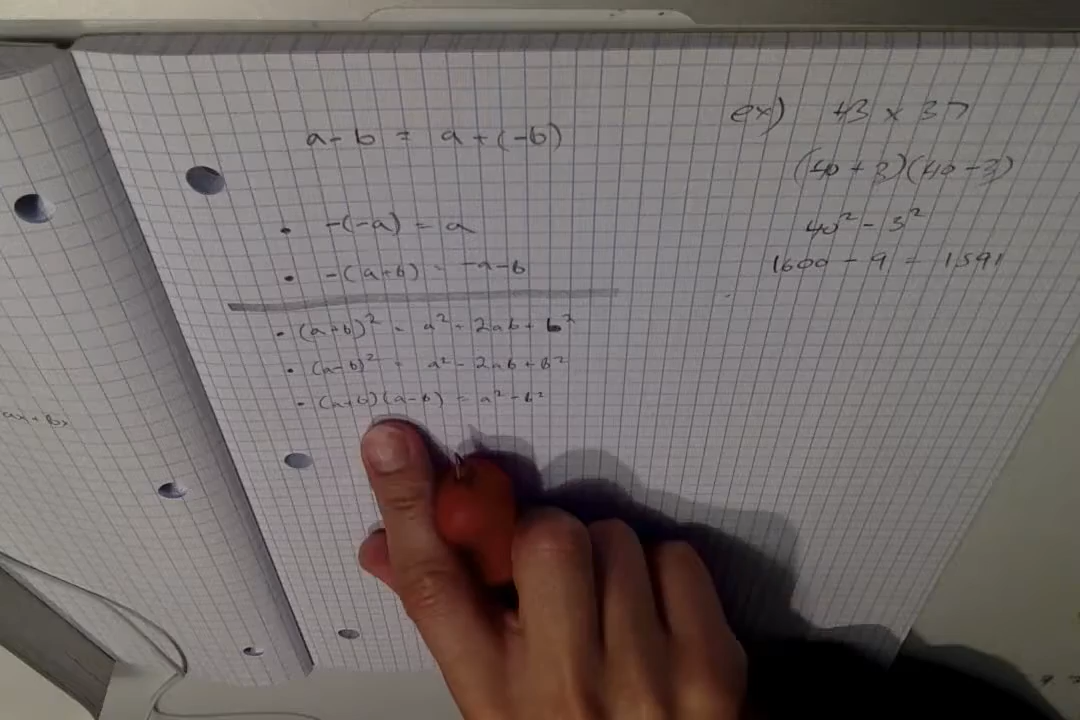 a - b = a + (-b)
• -(-a) = a
• -(a+b) = -a-b
• (a+b)² = a² + 2ab + b²
• (a-b)² = a² - 2ab + b²
• (a+b)(a-b) = a² - b²
ex) 43 x 37
(40 + 3)(40 - 3)
40² - 3²
1600 - 9 = 1591